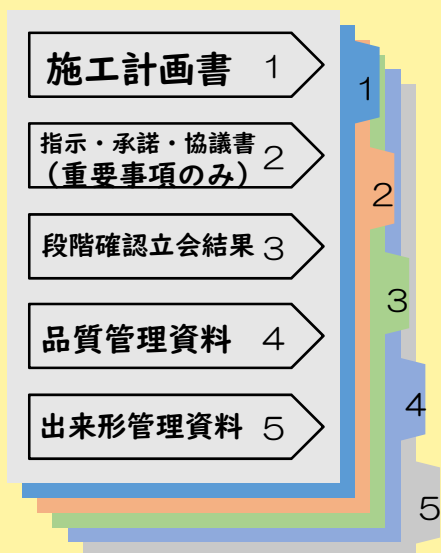 施工計画書 1
指示・承諾・協議書
(重要事項のみ) 2
段階確認立会結果 3
品質管理資料 4
出来形管理資料 5
1
2
3
4
5